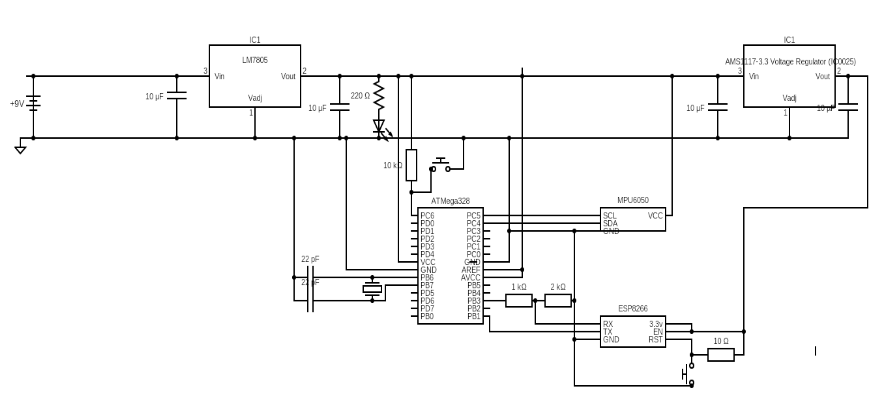 IC1
LM7805
3 Vin Vout 2
Vadj
1
+9V
10 µF
10 µF
220 Ω
10 kΩ
IC1
AMS1117-3.3 Voltage Regulator (IC0025)
3 Vin Vout 2
Vadj
1
10 µF
10 µF
ATMega328
PC6 PC5
PD0 PC4
PD1 PC3
PD2 PC2
PD3 PC1
PD4 PC0
VCC GND
GND AREF
PB6 AVCC
PB7 PB5
PD5 PB4
PD6 PB3
PD7 PB2
PB0 PB1
22 pF
22 pF
MPU6050
SCL VCC
SDA
GND
1 kΩ
2 kΩ
ESP8266
RX 3.3v
TX EN
GND RST
10 Ω